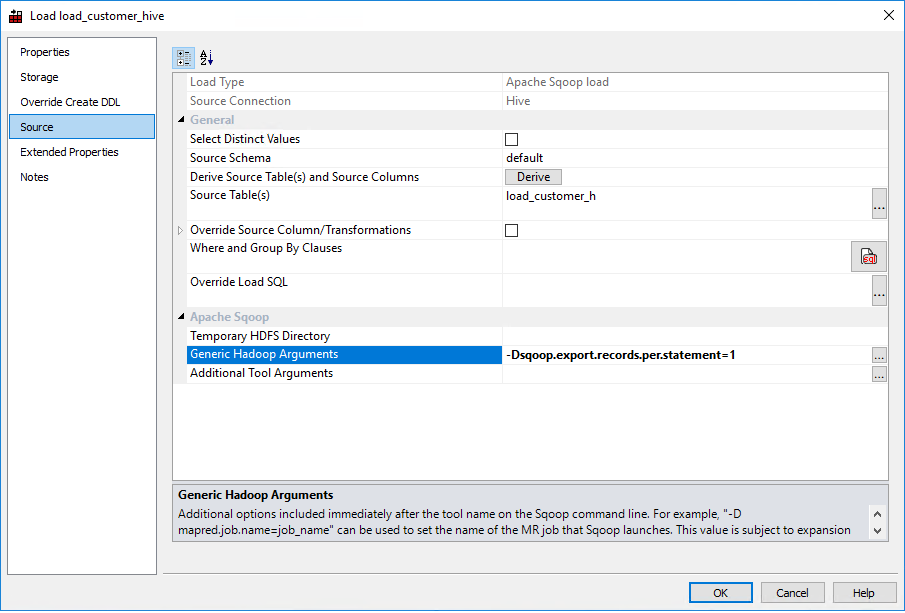 Load load_customer_hive
Properties
Storage
Override Create DDL
Source
Extended Properties
Notes
A Z
Load Type Apache Sqoop load
Source Connection Hive
General
Select Distinct Values
Source Schema default
Derive Source Table(s) and Source Columns Derive
Source Table(s) load_customer_h ...
Override Source Column/Transformations
Where and Group By Clauses sql
Override Load SQL ...
Apache Sqoop
Temporary HDFS Directory
Generic Hadoop Arguments -Dsqoop.export.records.per.statement=1 ...
Additional Tool Arguments ...
Generic Hadoop Arguments
Additional options included immediately after the tool name on the Sqoop command line. For example, "-D
mapred.job.name=job_name" can be used to set the name of the MR job that Sqoop launches. This value is subject to expansion
OK Cancel Help